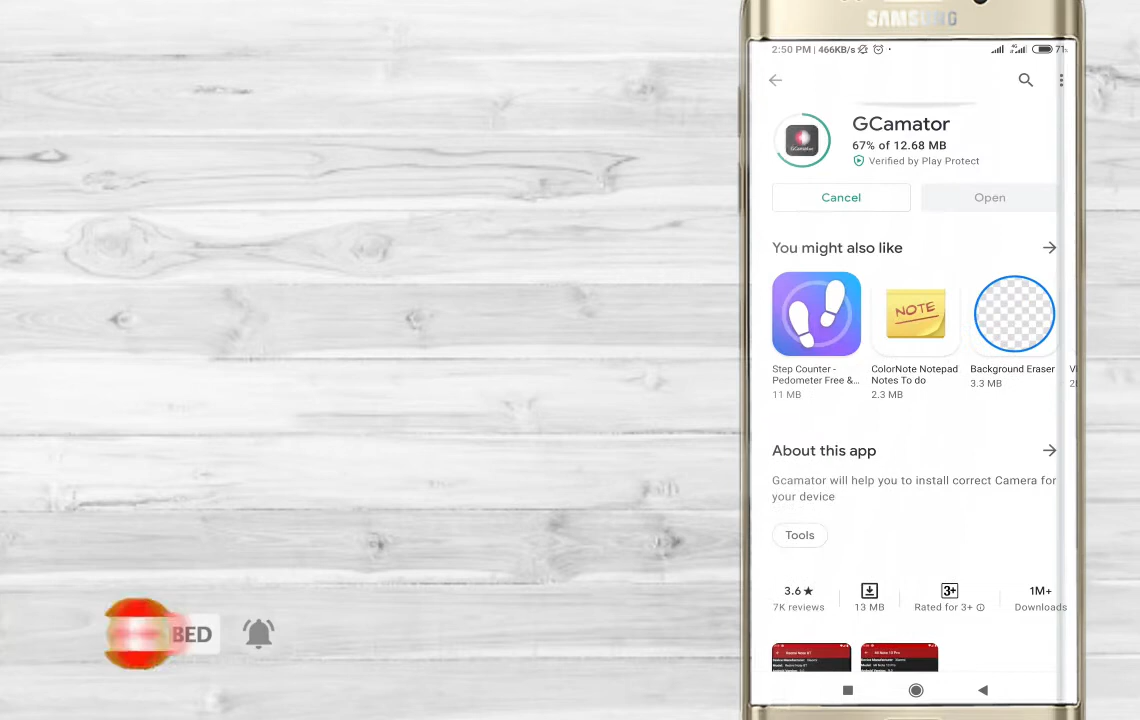 SAMSUNG
2:50 PM | 466KB/s
4G
71%
GCamator
67% of 12.68 MB
Verified by Play Protect
Cancel
Open
You might also like
NOTE
Step Counter -
Pedometer Free &...
11 MB
ColorNote Notepad
Notes To do
2.3 MB
Background Eraser
3.3 MB
About this app
Gcamator will help you to install correct Camera for
your device
Tools
3.6★
7K reviews
13 MB
3+
Rated for 3+
1M+
Downloads
BED